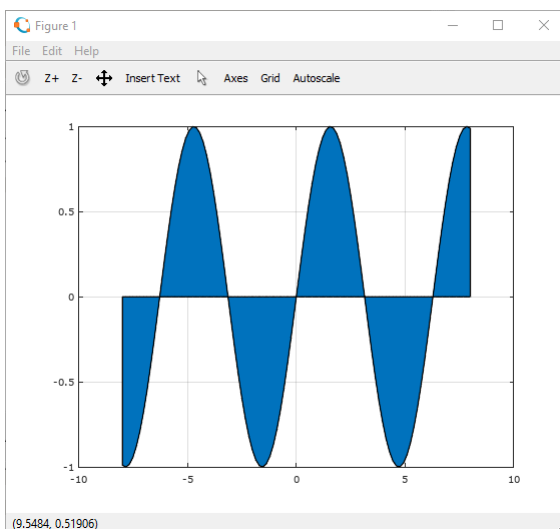 Figure 1
File Edit Help
Z+ Z- Insert Text Axes Grid Autoscale
1
0.5
0
-0.5
-1
-10 -5 0 5 10
(9.5484, 0.51906)